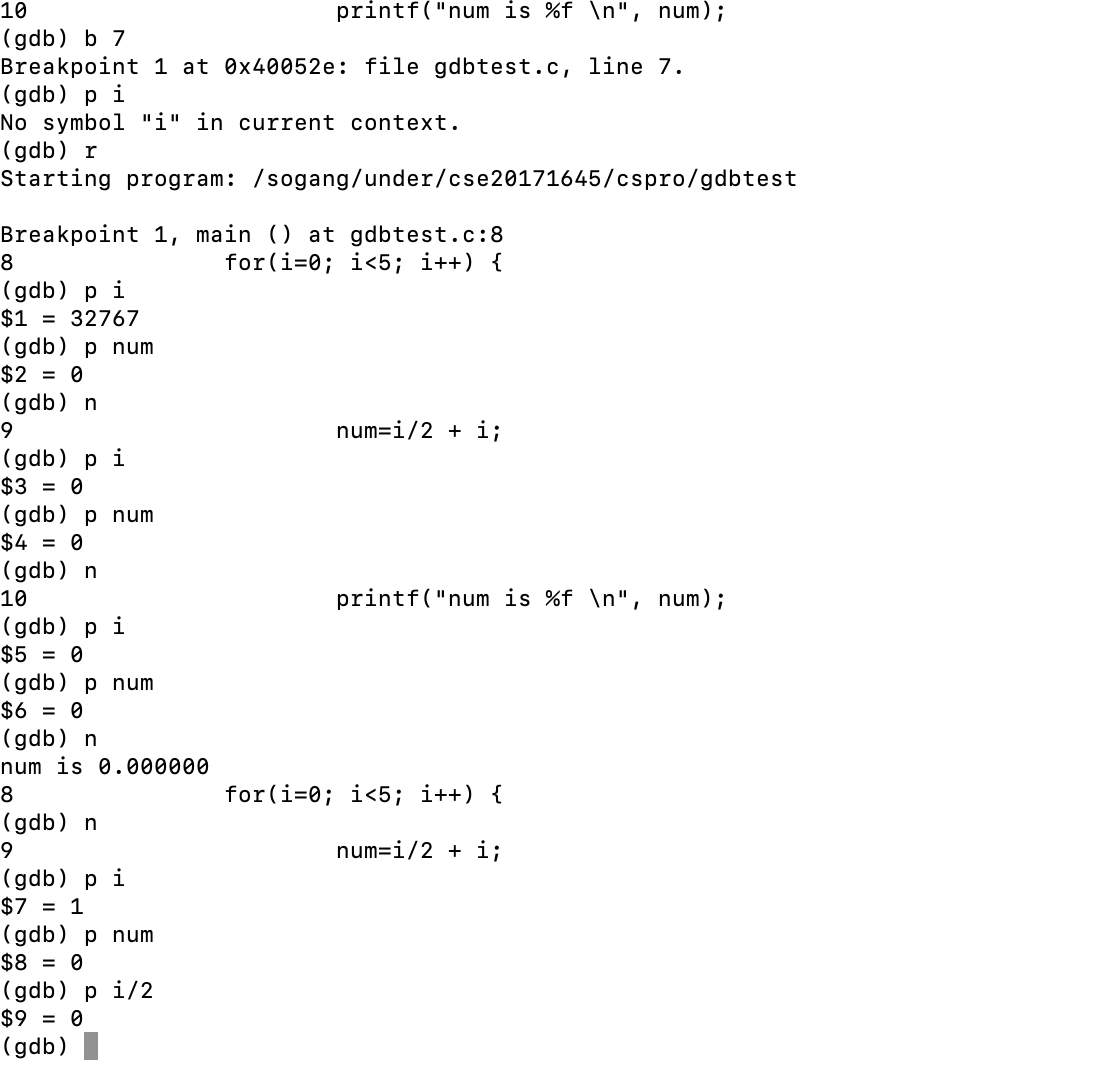 10                      printf("num is %f \n", num);
(gdb) b 7
Breakpoint 1 at 0x40052e: file gdbtest.c, line 7.
(gdb) p i
No symbol "i" in current context.
(gdb) r
Starting program: /sogang/under/cse20171645/cspro/gdbtest

Breakpoint 1, main () at gdbtest.c:8
8               for(i=0; i<5; i++) {
(gdb) p i
$1 = 32767
(gdb) p num
$2 = 0
(gdb) n
9                       num=i/2 + i;
(gdb) p i
$3 = 0
(gdb) p num
$4 = 0
(gdb) n
10                      printf("num is %f \n", num);
(gdb) p i
$5 = 0
(gdb) p num
$6 = 0
(gdb) n
num is 0.000000
8               for(i=0; i<5; i++) {
(gdb) n
9                       num=i/2 + i;
(gdb) p i
$7 = 1
(gdb) p num
$8 = 0
(gdb) p i/2
$9 = 0
(gdb)